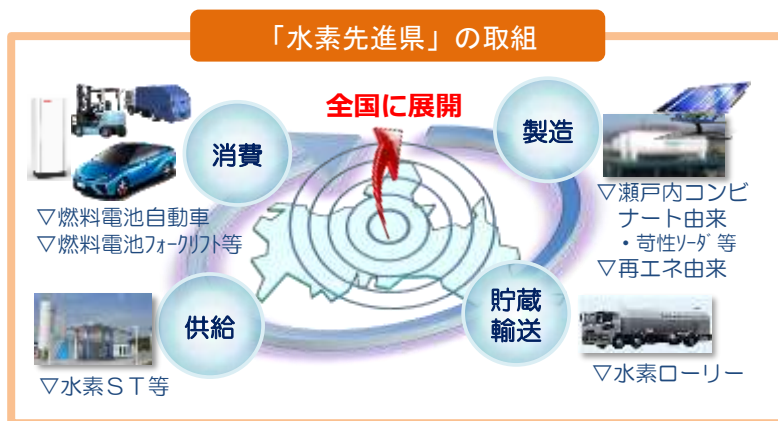 「水素先進県」の取組
全国に展開
消費
▽燃料電池自動車
▽燃料電池フォークリフト等
製造
▽瀬戸内コンビ
ナート由来
・苛性ソーダ等
▽再エネ由来
供給
▽水素ＳＴ等
貯蔵
輸送
▽水素ローリー